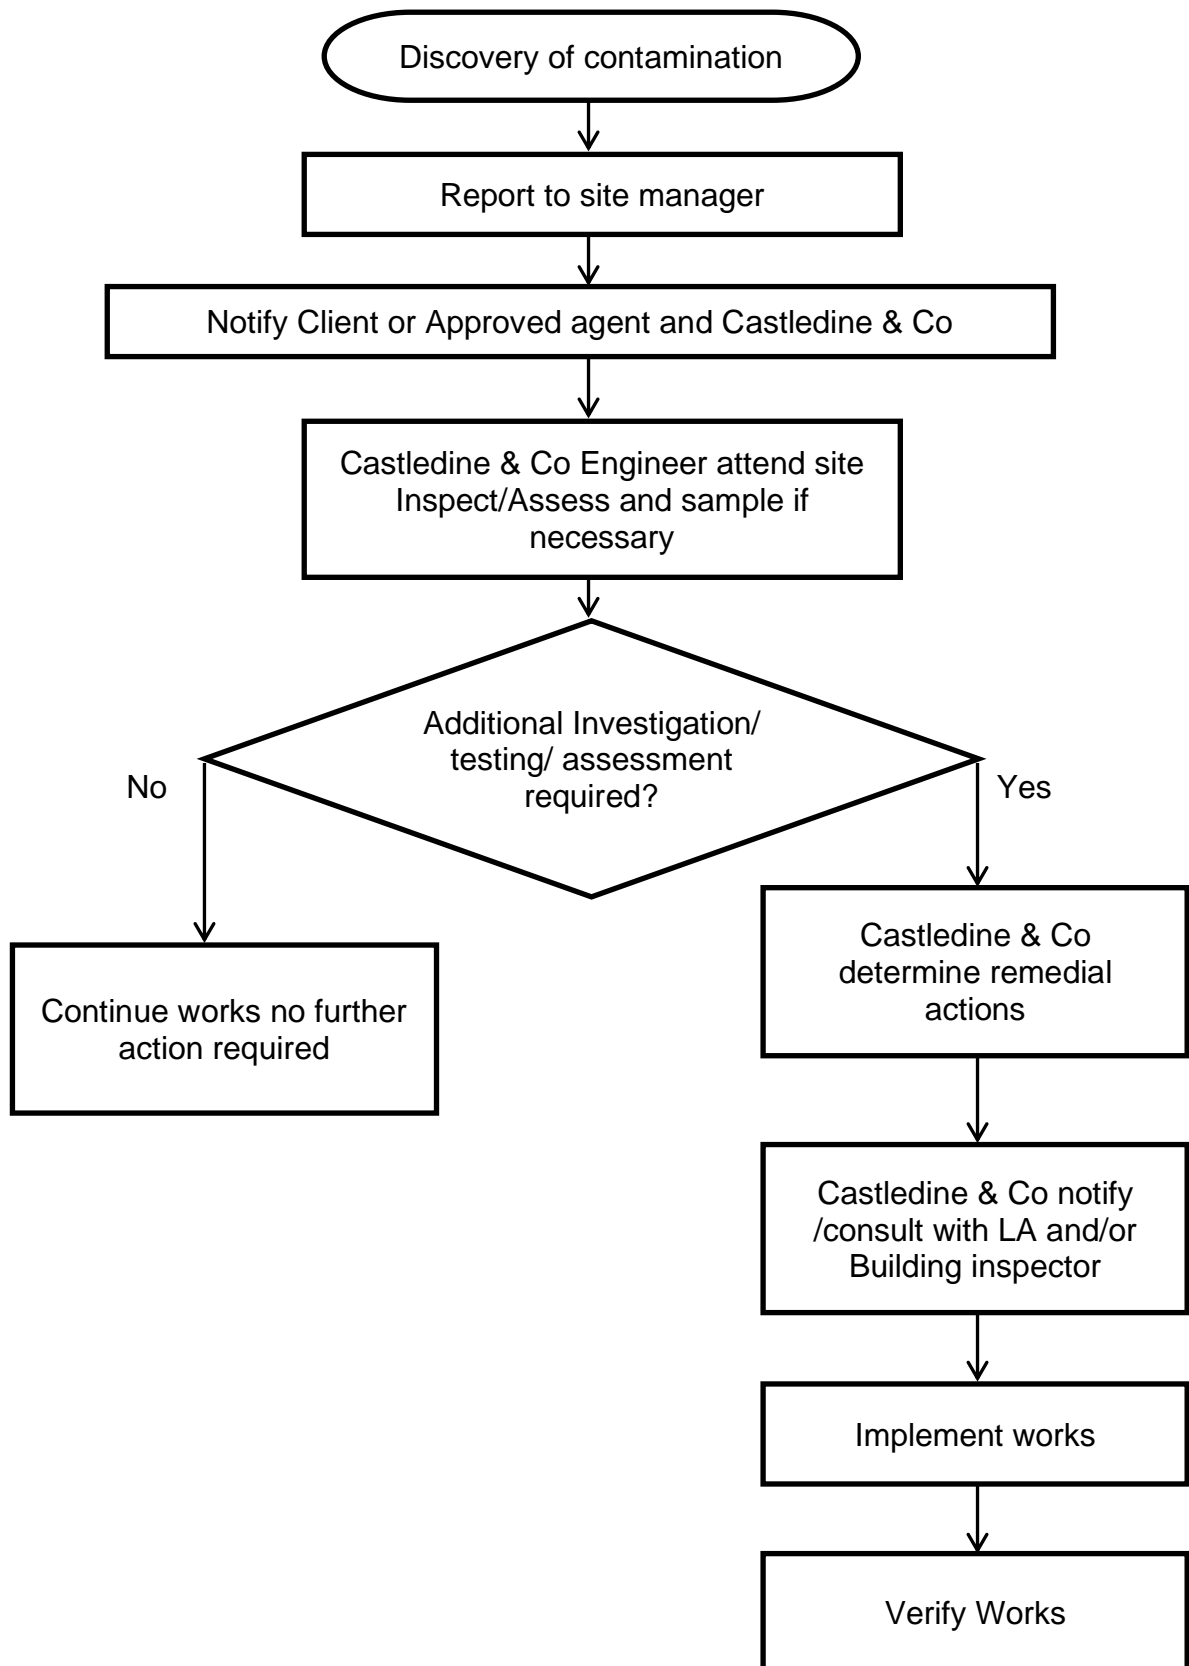 Discovery of contamination
Report to site manager
Notify Client or Approved agent and Castledine & Co
Castledine & Co Engineer attend site
Inspect/Assess and sample if
necessary
Additional Investigation/
testing/ assessment
required?
No
Yes
Castledine & Co
determine remedial
actions
Continue works no further
action required
Castledine & Co notify
/consult with LA and/or
Building inspector
Implement works
Verify Works